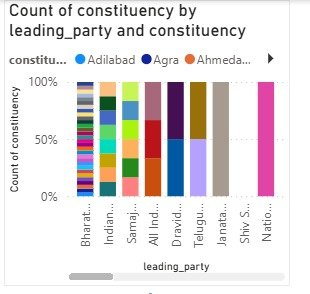 Count of constituency by
leading_party and constituency
constitu... Adilabad Agra Ahmeda...
Count of constituency
100%
50%
0%
Bharat...
Indian...
Samaj...
All Ind...
Dravid...
Telugu...
Janata...
Shiv S...
Natio...
leading_party